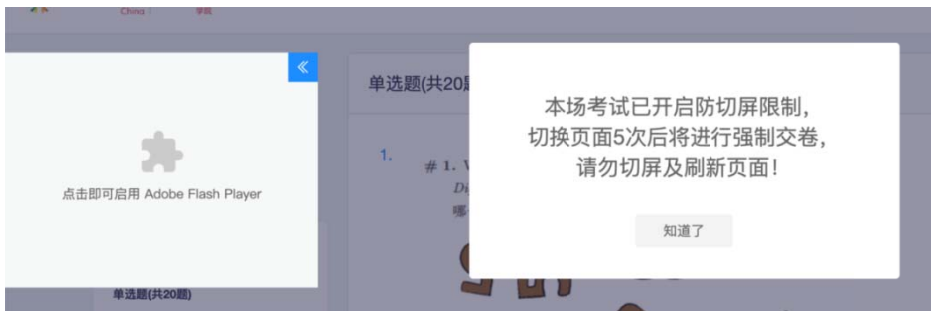 China
学院
单选题(共20
本场考试已开启防切屏限制,
切换页面5次后将进行强制交卷,
请勿切屏及刷新页面!
知道了
点击即可启用 Adobe Flash Player
1.
# 1.
哪
单选题(共20题)